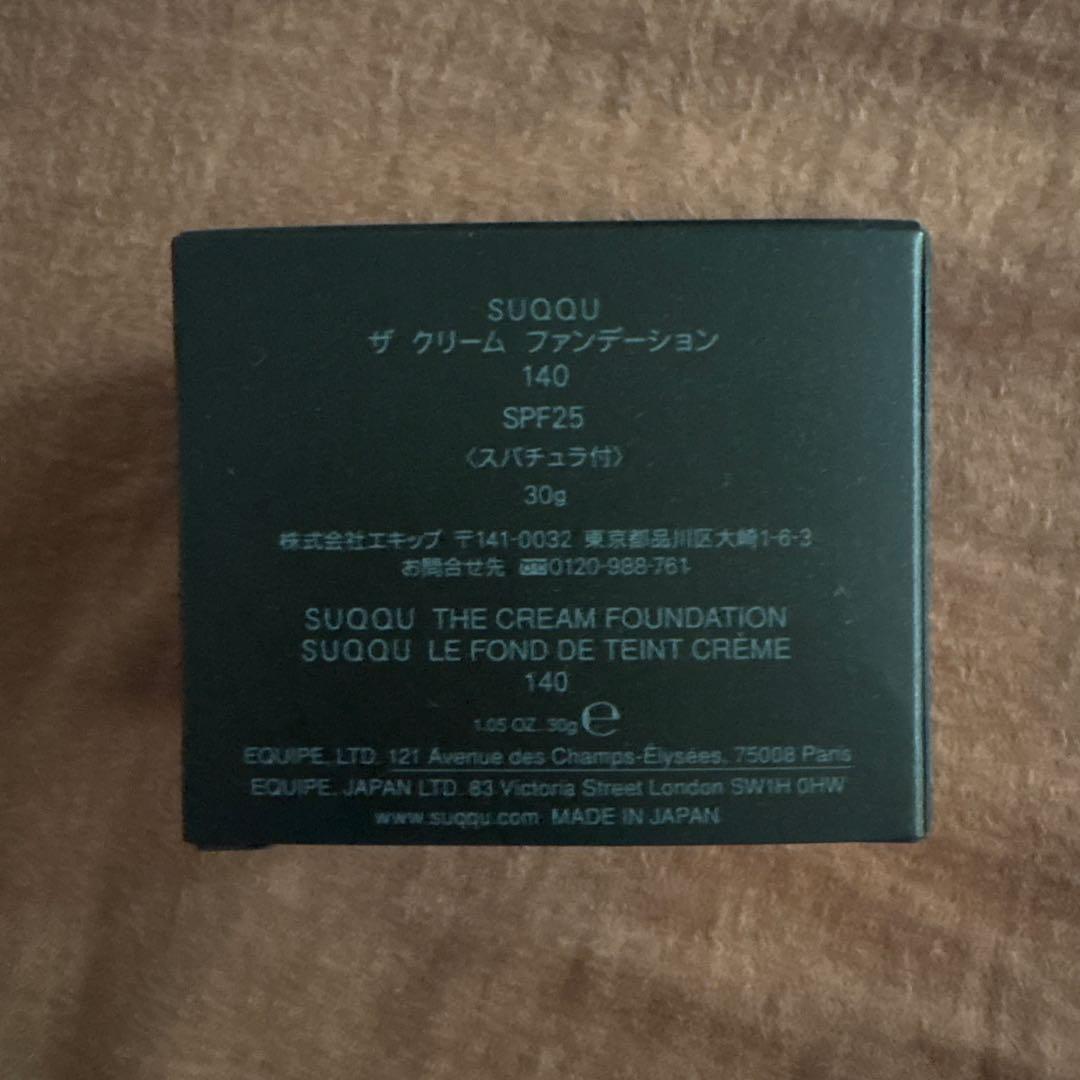 SUQQU
ザ クリーム ファンデーション
140
SPF25
〈スパチュラ付〉
30g
株式会社エキップ 〒141-0032 東京都品川区大崎1-6-3
お問合せ先 0120-988-761
SUQQU THE CREAM FOUNDATION
SUQQU LE FOND DE TEINT CRÈME
140
1.05 OZ. 30g ℮
EQUIPE, LTD. 121 Avenue des Champs-Élysées, 75008 Paris
EQUIPE, JAPAN LTD. 83 Victoria Street London SW1H 0HW
www.suqqu.com MADE IN JAPAN